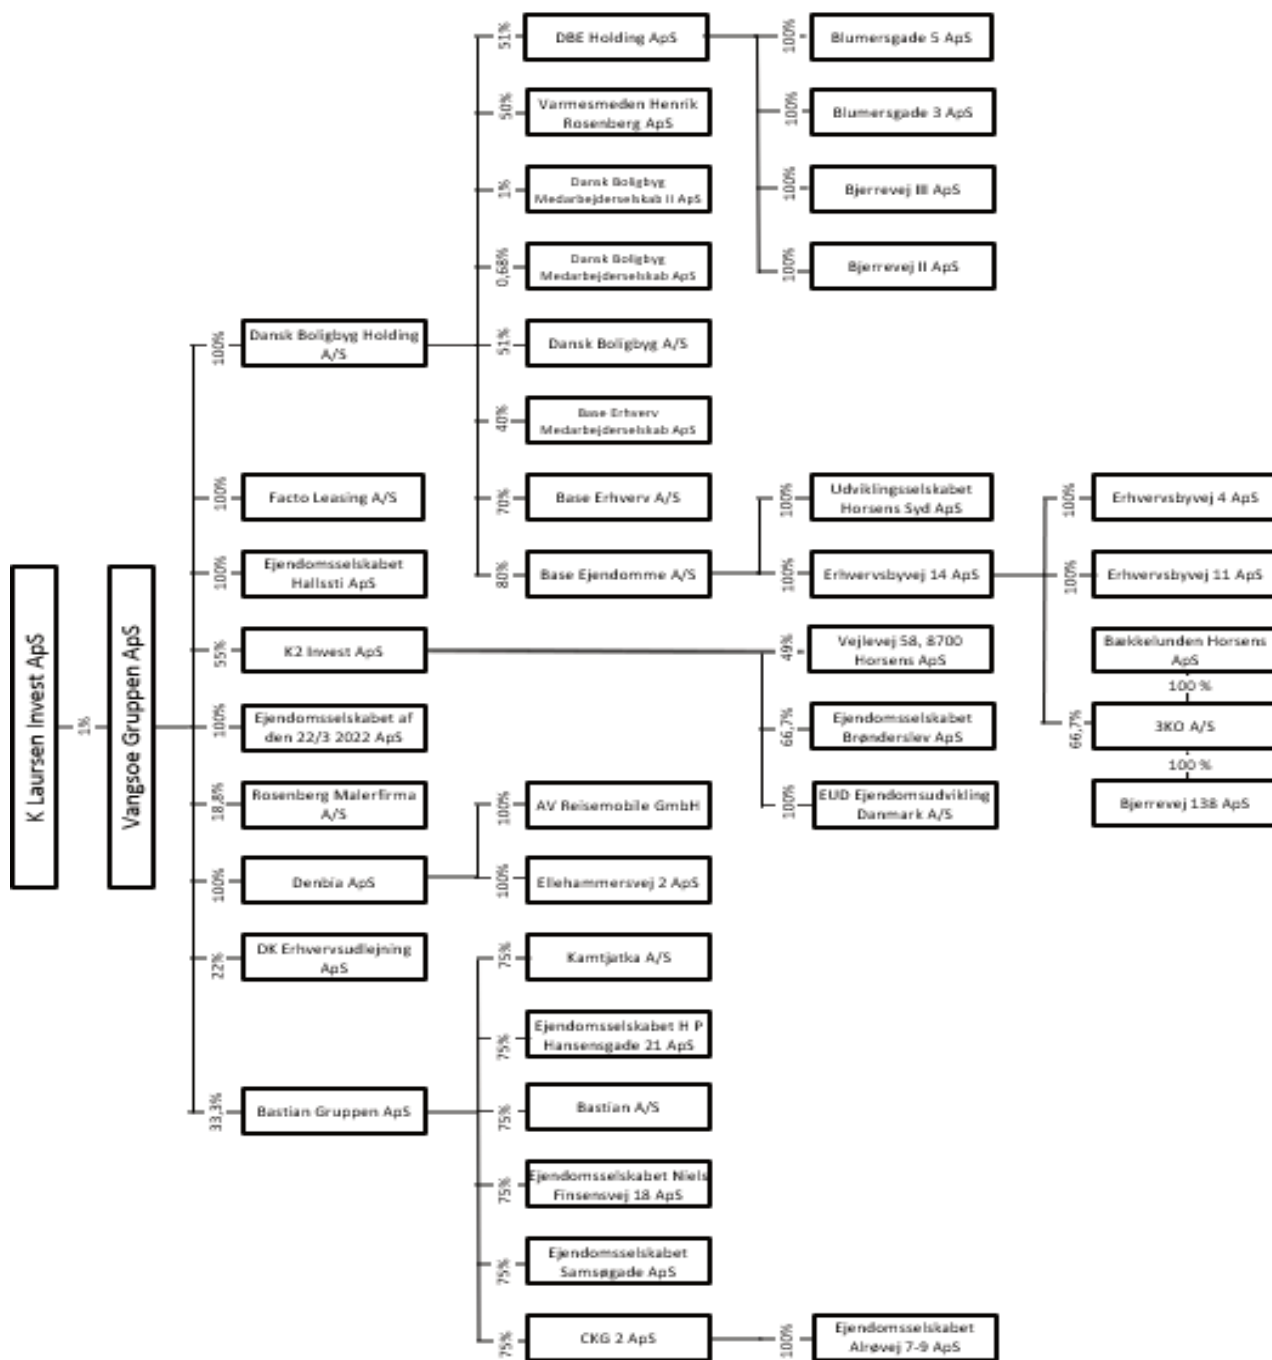 51%
DBE Holding ApS
100%
Blumersgade 5 ApS
50%
Varmesmeden Henrik
Rosenberg ApS
100%
Blumersgade 3 ApS
1%
Dansk Boligbyg
Medarbejderselskab II ApS
100%
Bjerrevej III ApS
0,68%
Dansk Boligbyg
Medarbejderselskab ApS
100%
Bjerrevej II ApS
100%
Dansk Boligbyg Holding
A/S
51%
Dansk Boligbyg A/S
40%
Base Erhverv
Medarbejderselskab ApS
100%
Facto Leasing A/S
70%
Base Erhverv A/S
100%
Udviklingsselskabet
Horsens Syd ApS
100%
Erhvervsbyvej 4 ApS
100%
Ejendomsselskabet
Hallssti ApS
80%
Base Ejendomme A/S
100%
Erhvervsbyvej 14 ApS
100%
Erhvervsbyvej 11 ApS
K Laursen Invest ApS
1%
Vangsoe Gruppen ApS
55%
K2 Invest ApS
49%
Vejlevej 58, 8700
Horsens ApS
Bækkelunden Horsens
ApS
100 %
100%
Ejendomsselskabet af
den 22/3 2022 ApS
66,7%
Ejendomsselskabet
Brønderslev ApS
66,7%
3KO A/S
100 %
18,8%
Rosenberg Malerfirma
A/S
100%
AV Reisemobile GmbH
100%
EUD Ejendomsudvikling
Danmark A/S
Bjerrevej 138 ApS
100%
Denbia ApS
100%
Ellehammersvej 2 ApS
22%
DK Erhvervsudlejning
ApS
75%
Kamtjatka A/S
75%
Ejendomsselskabet H P
Hansensgade 21 ApS
33,3%
Bastian Gruppen ApS
75%
Bastian A/S
75%
Ejendomsselskabet Niels
Finsensvej 18 ApS
75%
Ejendomsselskabet
Samsøgade ApS
75%
CKG 2 ApS
100%
Ejendomsselskabet
Alrøvej 7-9 ApS